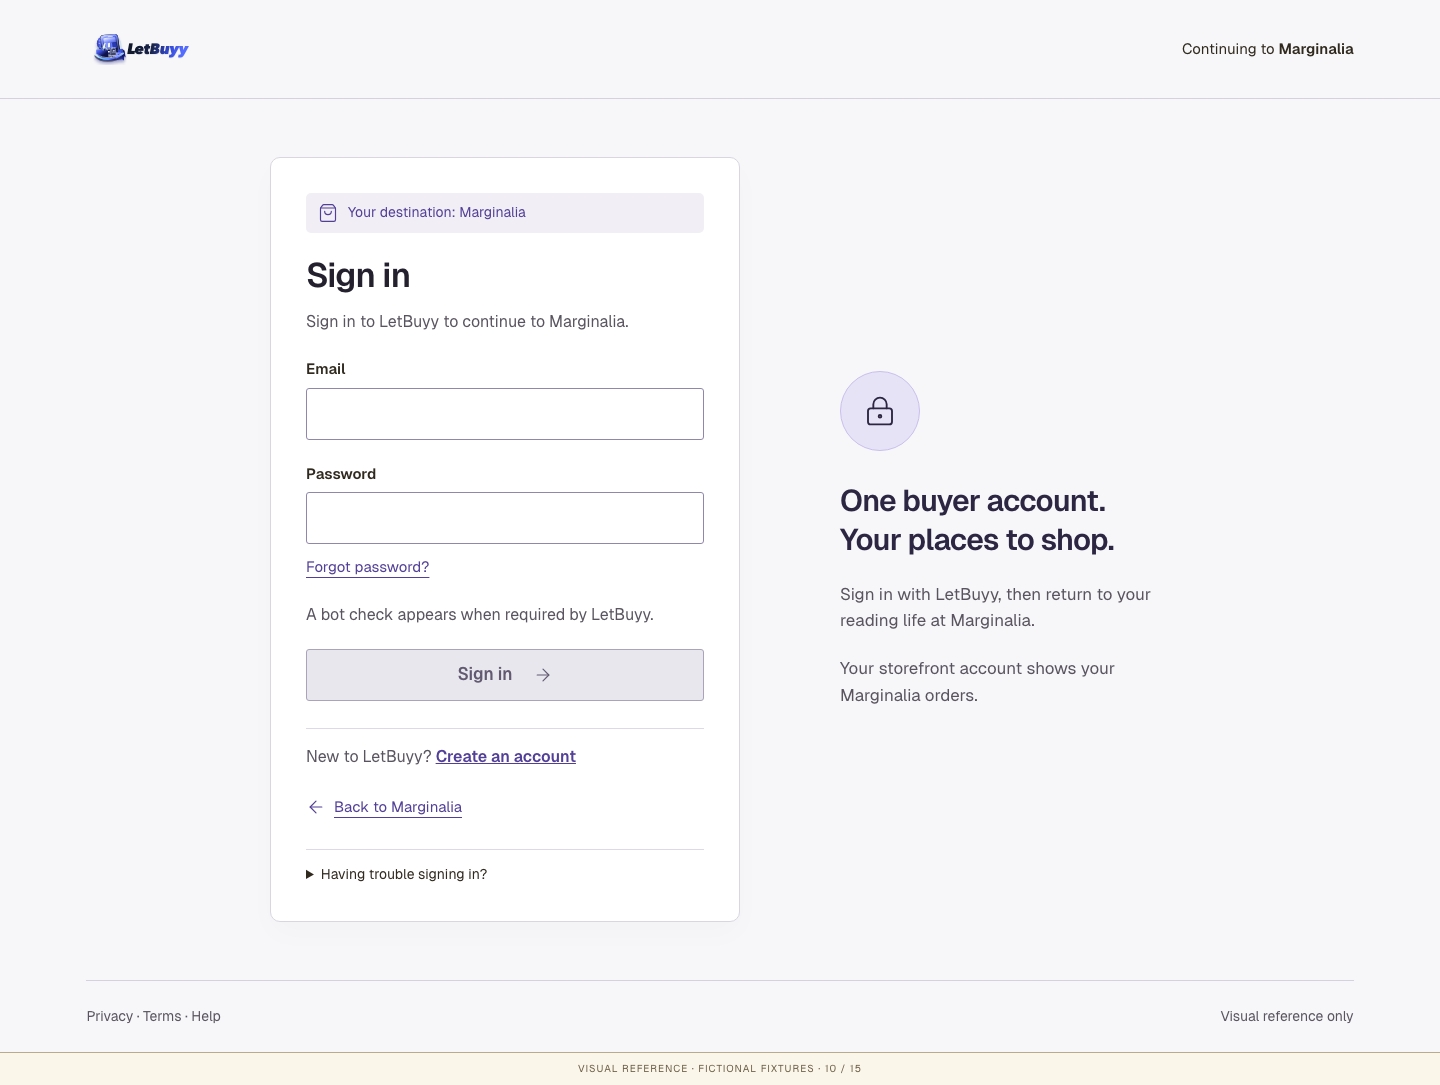 LetBuyy
Continuing to Marginalia
Your destination: Marginalia
Sign in
Sign in to LetBuyy to continue to Marginalia.
Email
Password
Forgot password?
A bot check appears when required by LetBuyy.
Sign in
New to LetBuyy? Create an account
Back to Marginalia
Having trouble signing in?
One buyer account.
Your places to shop.
Sign in with LetBuyy, then return to your
reading life at Marginalia.
Your storefront account shows your
Marginalia orders.
Privacy · Terms · Help
Visual reference only
VISUAL REFERENCE · FICTIONAL FIXTURES · 10 / 15